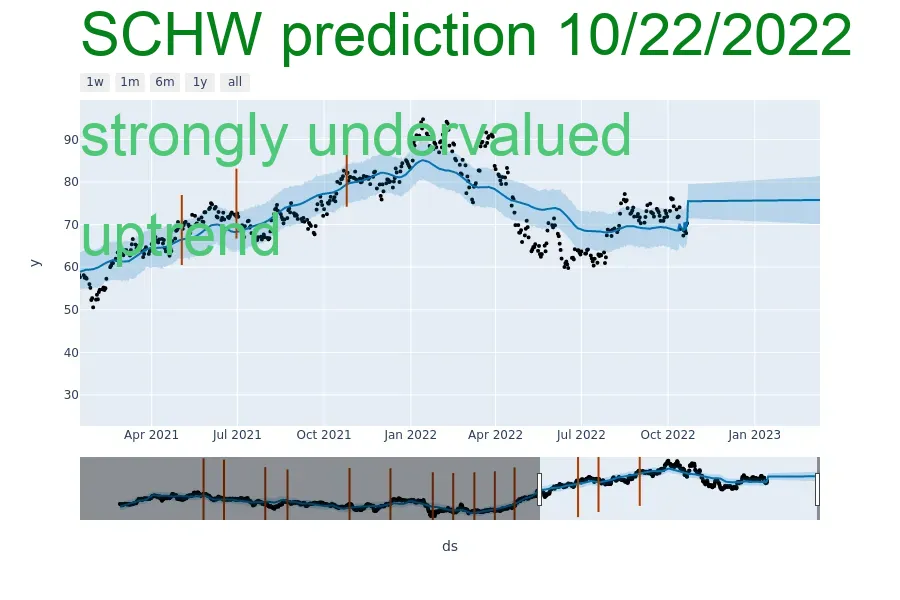 SCHW prediction 10/22/2022
1w 1m 6m 1y all
strongly undervalued
uptrend
90
80
70
60
50
40
30
y
Apr 2021 Jul 2021 Oct 2021 Jan 2022 Apr 2022 Jul 2022 Oct 2022 Jan 2023
ds